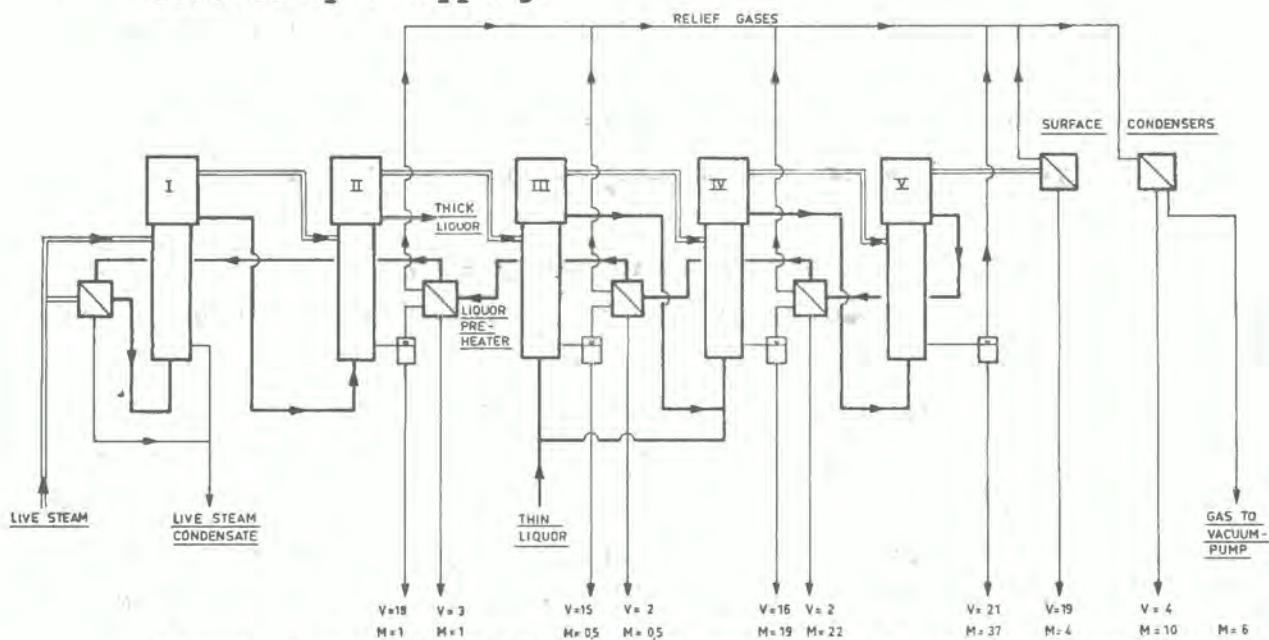 RELIEF GASES
SURFACE CONDENSERS
I
II
III
IV
V
THICK
LIQUOR
LIQUOR
PRE-
HEATER
LIVE STEAM
LIVE STEAM
CONDENSATE
THIN
LIQUOR
GAS TO
VACUUM-
PUMP
V=18 V=3 V=15 V=2 V=16 V=2 V=21 V=19 V=4
M=1 M=1 M=0,5 M=0,5 M=19 M=22 M=37 M=4 M=10 M=6